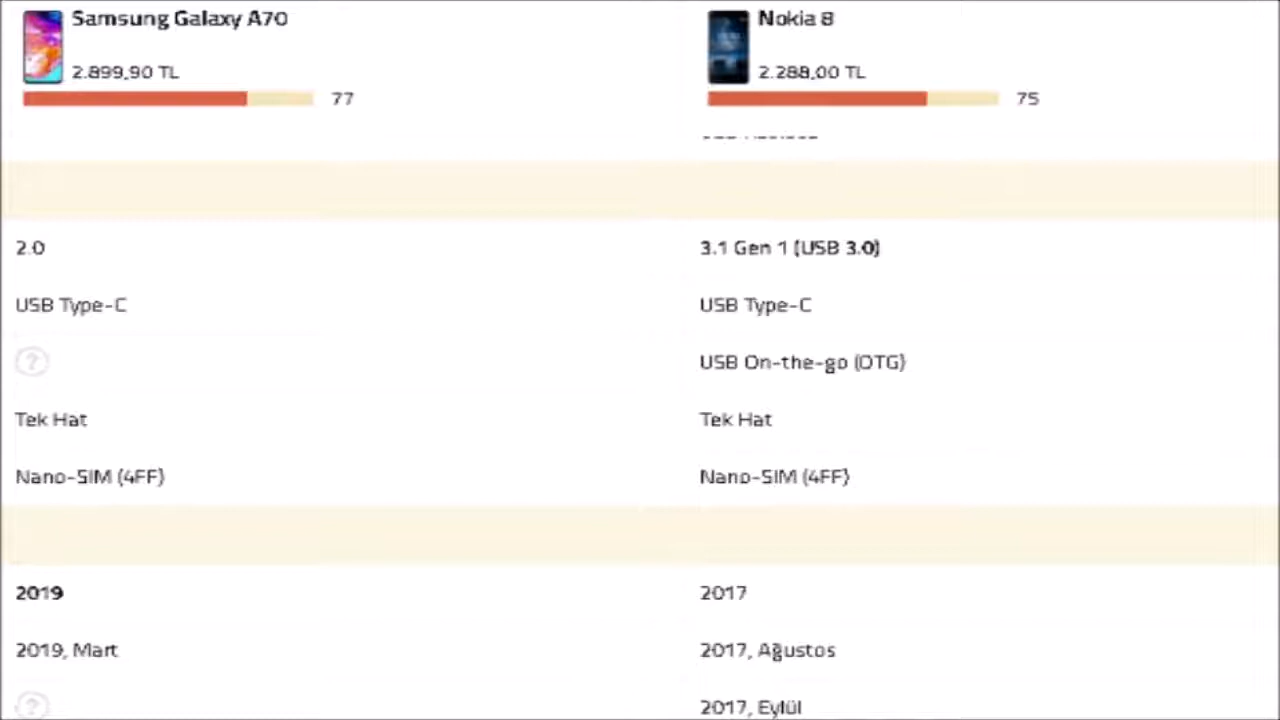 Samsung Galaxy A70
2.899,90 TL
77
Nokia 8
2.288,00 TL
75
2.0
3.1 Gen 1 (USB 3.0)
USB Type-C
USB Type-C
?
USB On-the-go (OTG)
Tek Hat
Tek Hat
Nano-SIM (4FF)
Nano-SIM (4FF)
2019
2017
2019, Mart
2017, Ağustos
?
2017, Eylül